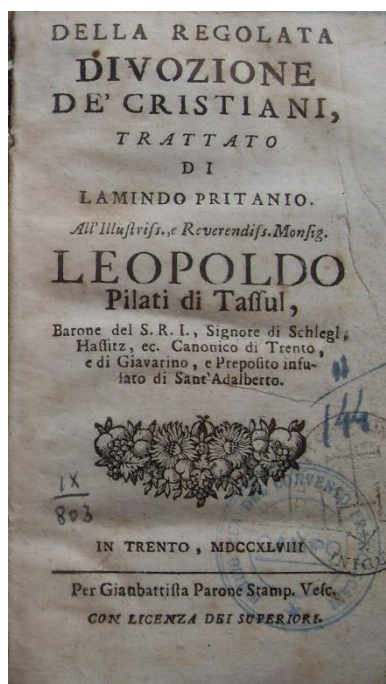 DELLA REGOLATA
DIVOZIONE
DE' CRISTIANI,
TRATTATO
DI
LAMINDO PRITANIO.
All'Illuſtriſſ., e Reverendiſſ. Monſig.
LEOPOLDO
Pilati di Taſſul,
Barone del S. R. I., Signore di Schlegl,
Haſſitz, ec. Canonico di Trento,
e di Giavarino, e Prepoſito infu-
lato di Sant'Adalberto.
144
IX
803
IN TRENTO, MDCCXLVIII
Per Gianbattiſta Parone Stamp. Veſc.
CON LICENZA DEI SUPERIORI.